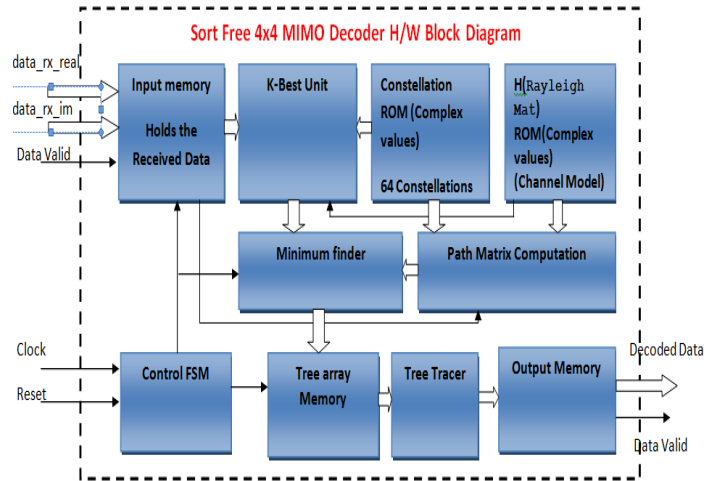 Sort Free 4x4 MIMO Decoder H/W Block Diagram
data_rx_real
data_rx_im
Data Valid
Input memory
Holds the
Received Data
K-Best Unit
Constellation
ROM (Complex
values)
64 Constellations
H(Rayleigh
Mat)
ROM(Complex
values)
(Channel Model)
Minimum finder
Path Matrix Computation
Clock
Reset
Control FSM
Tree array
Memory
Tree Tracer
Output Memory
Decoded Data
Data Valid